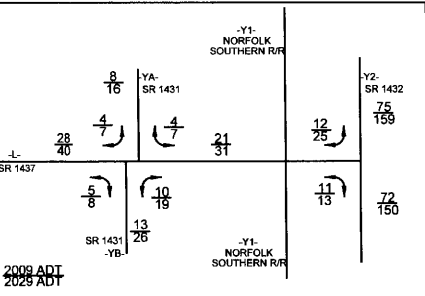 -Y1-
NORFOLK
SOUTHERN R/R
8
16
-YA-
SR 1431
-Y2-
SR 1432
75
159
4
7
4
7
12
25
28
40
21
31
-L-
SR 1437
5
8
10
19
11
13
72
150
13
26
SR 1431
-YB-
-Y1-
NORFOLK
SOUTHERN R/R
2009 ADT
2029 ADT